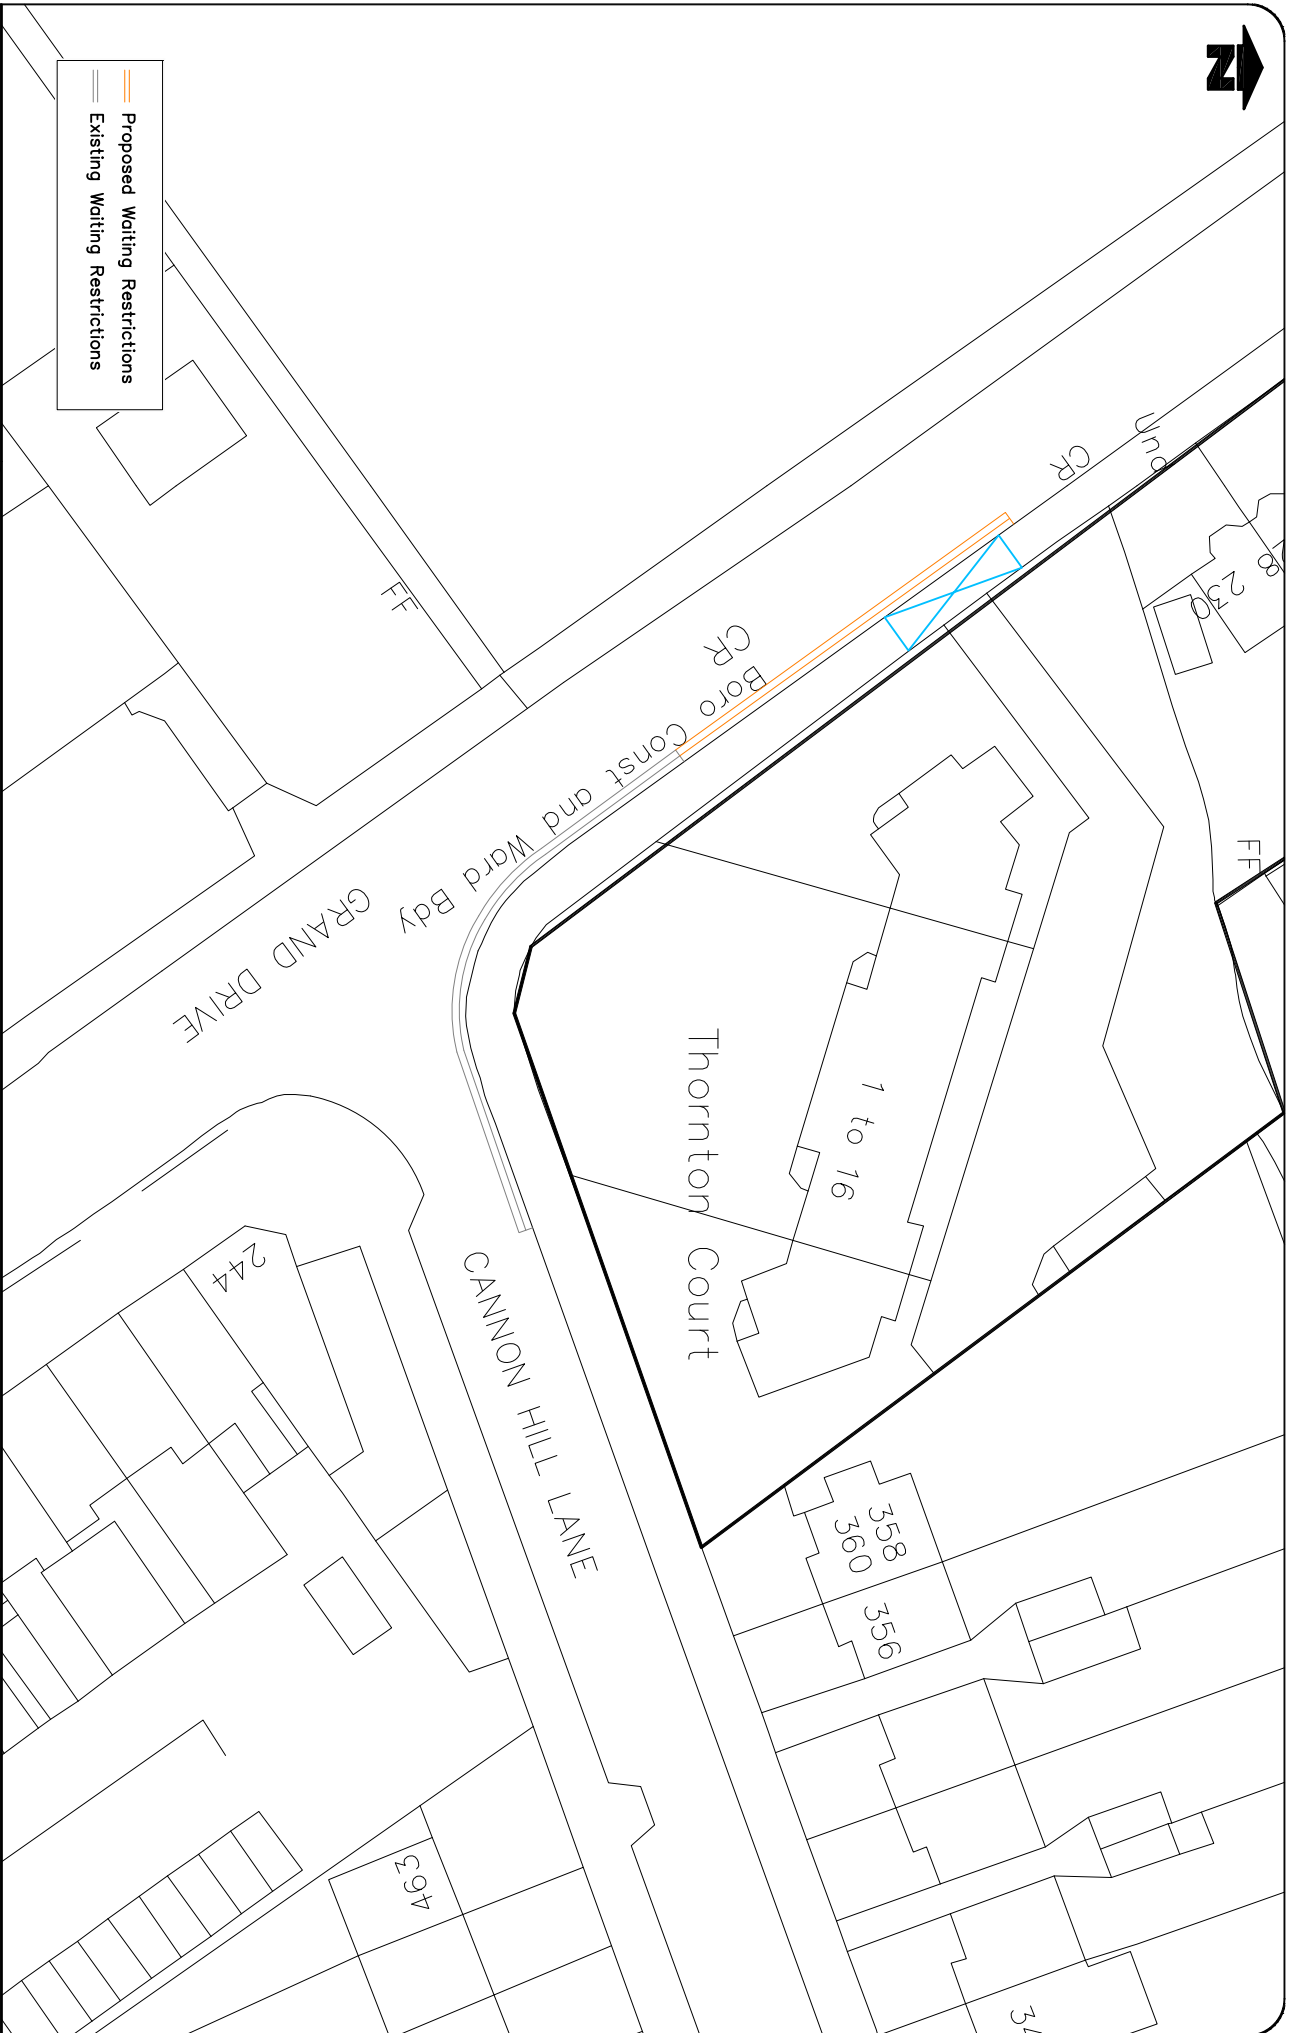 N
Proposed Waiting Restrictions
Existing Waiting Restrictions
Und
CR
8
230
FF
FF
CR
Boro Const and Ward Bdy
GRAND DRIVE
Thornton Court
1 to 16
244
CANNON HILL LANE
358
360
356
463